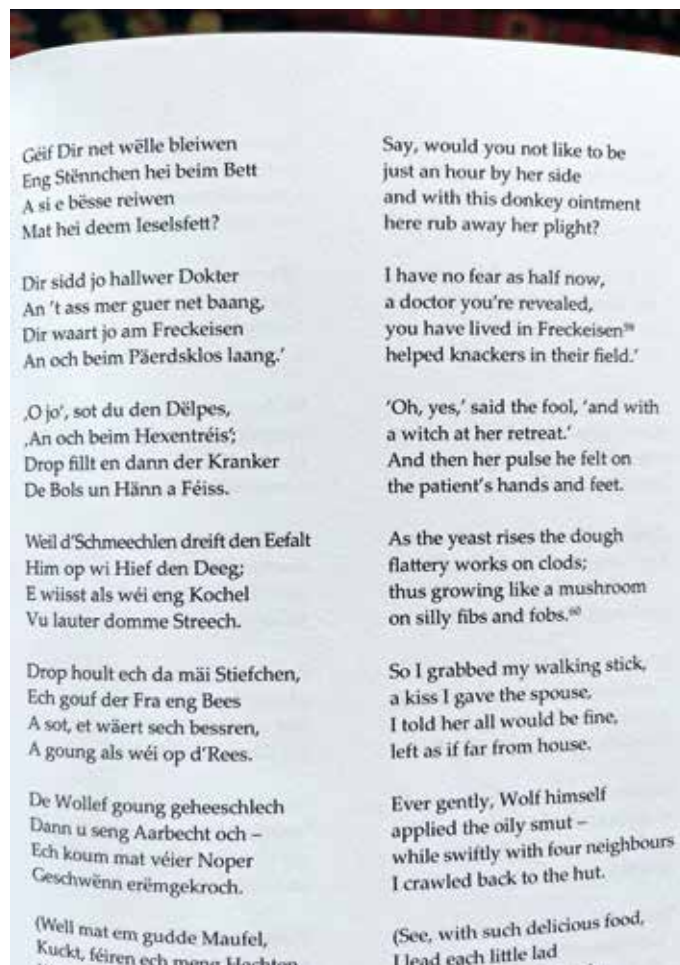 Géif Dir net wëlle bleiwen
Eng Stënnchen hei beim Bett
A si e bësse reiwen
Mat hei deem Ieselsfett?
Dir sidd jo hallwer Dokter
An 't ass mer guer net baang,
Dir waart jo am Freckeisen
An och beim Päerdsklos laang.'
‚O jo', sot du den Dëlpes,
‚An och beim Hexentréis';
Drop fillt en dann der Kranker
De Bols un Hänn a Féiss.
Weil d'Schmeechlen dreift den Eefalt
Him op wi Hief den Deeg;
E wiisst als wéi eng Kochel
Vu lauter domme Streech.
Drop hoult ech da mäi Stiefchen,
Ech gouf der Fra eng Bees
A sot, et wäert sech bessren,
A goung als wéi op d'Rees.
De Wollef goung geheeschlech
Dann u seng Aarbecht och –
Ech koum mat véier Noper
Geschwënn erëmgekroch.
(Well mat em gudde Maufel,
Kuckt, féiren ech meng
Say, would you not like to be
just an hour by her side
and with this donkey ointment
here rub away her plight?
I have no fear as half now,
a doctor you're revealed,
you have lived in Freckeisen⁵⁹
helped knackers in their field.'
'Oh, yes,' said the fool, 'and with
a witch at her retreat.'
And then her pulse he felt on
the patient's hands and feet.
As the yeast rises the dough
flattery works on clods;
thus growing like a mushroom
on silly fibs and fobs.⁶⁰
So I grabbed my walking stick,
a kiss I gave the spouse,
I told her all would be fine,
left as if far from house.
Ever gently, Wolf himself
applied the oily smut –
while swiftly with four neighbours
I crawled back to the hut.
(See, with such delicious food,
I lead each little lad